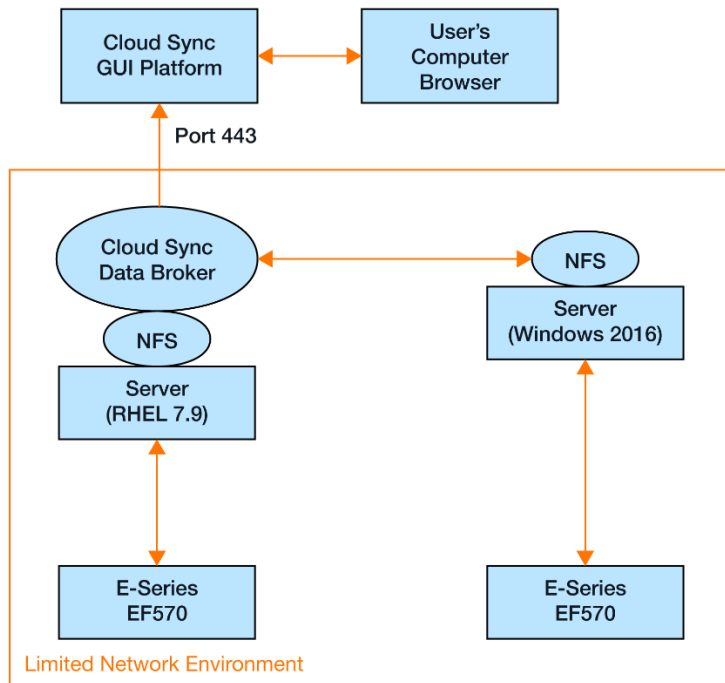 Cloud Sync
GUI Platform
User's
Computer
Browser
Port 443
Cloud Sync
Data Broker
NFS
NFS
Server
(Windows 2016)
Server
(RHEL 7.9)
E-Series
EF570
E-Series
EF570
Limited Network Environment